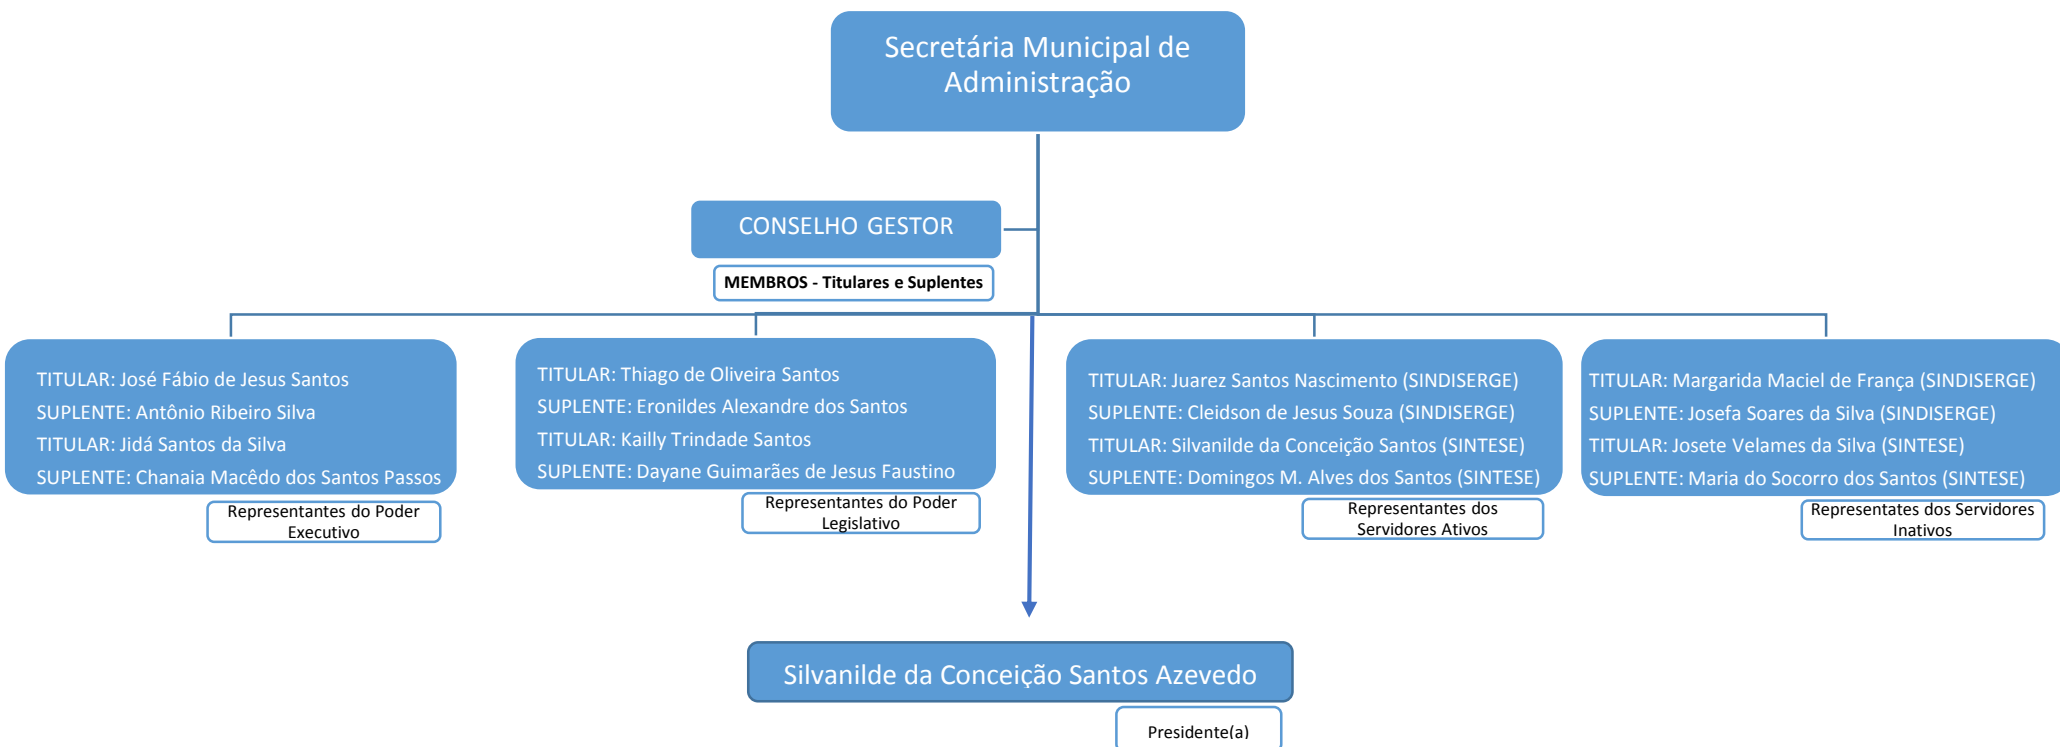 Secretária Municipal de
Administração
CONSELHO GESTOR
MEMBROS - Titulares e Suplentes
TITULAR: José Fábio de Jesus Santos
SUPLENTE: Antônio Ribeiro Silva
TITULAR: Jidá Santos da Silva
SUPLENTE: Chanaia Macêdo dos Santos Passos
Representantes do Poder
Executivo
TITULAR: Thiago de Oliveira Santos
SUPLENTE: Eronildes Alexandre dos Santos
TITULAR: Kailly Trindade Santos
SUPLENTE: Dayane Guimarães de Jesus Faustino
Representantes do Poder
Legislativo
TITULAR: Juarez Santos Nascimento (SINDISERGE)
SUPLENTE: Cleidson de Jesus Souza (SINDISERGE)
TITULAR: Silvanilde da Conceição Santos (SINTESE)
SUPLENTE: Domingos M. Alves dos Santos (SINTESE)
Representantes dos
Servidores Ativos
TITULAR: Margarida Maciel de França (SINDISERGE)
SUPLENTE: Josefa Soares da Silva (SINDISERGE)
TITULAR: Josete Velames da Silva (SINTESE)
SUPLENTE: Maria do Socorro dos Santos (SINTESE)
Representates dos Servidores
Inativos
Silvanilde da Conceição Santos Azevedo
Presidente(a)